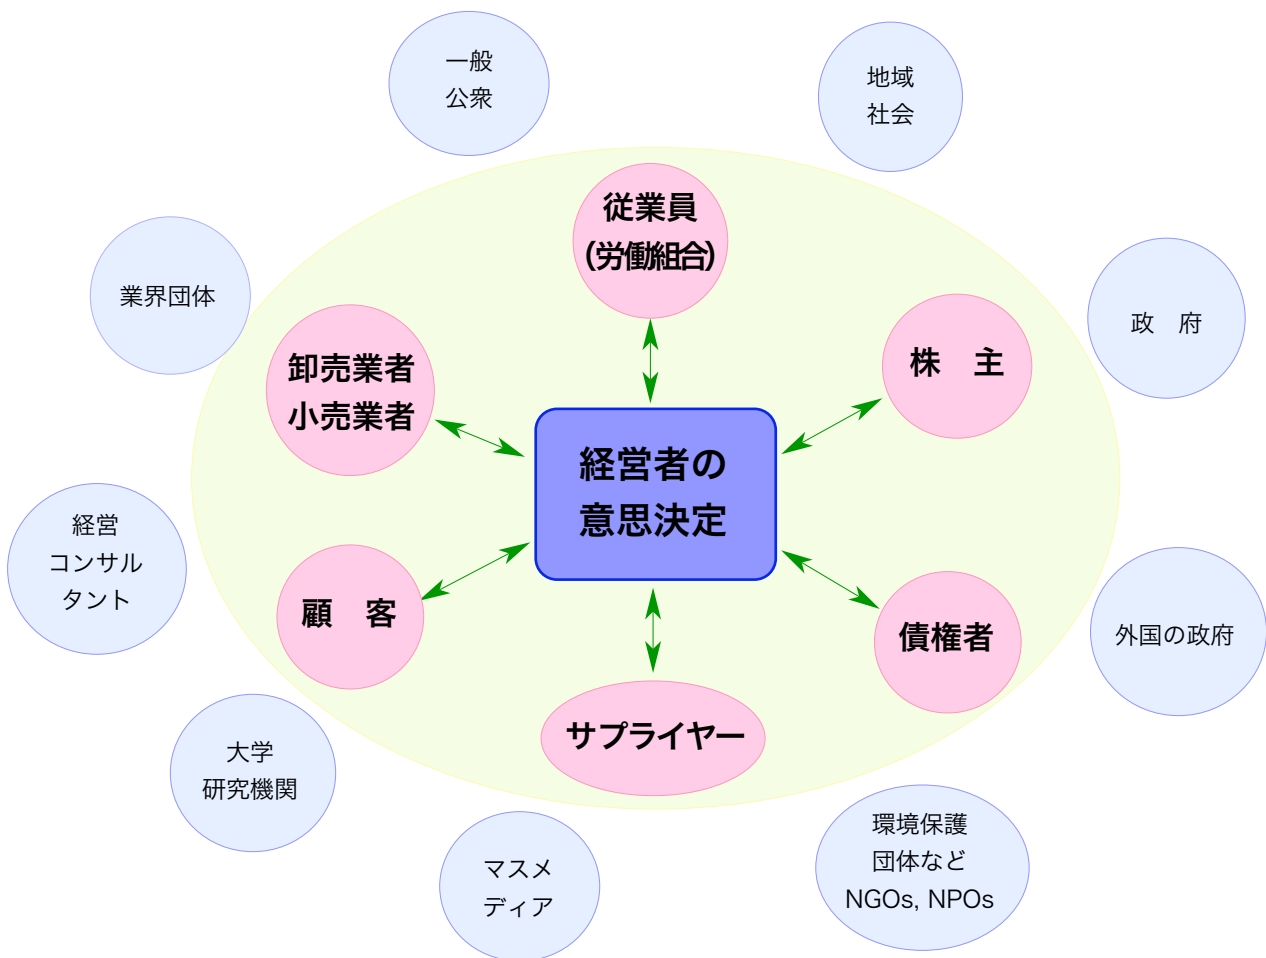 一般
公衆
地域
社会
従業員
(労働組合)
業界団体
政　府
株　主
卸売業者
小売業者
経営者の
意思決定
経営
コンサル
タント
顧　客
債権者
外国の政府
サプライヤー
大学
研究機関
マスメ
ディア
環境保護
団体など
NGOs, NPOs